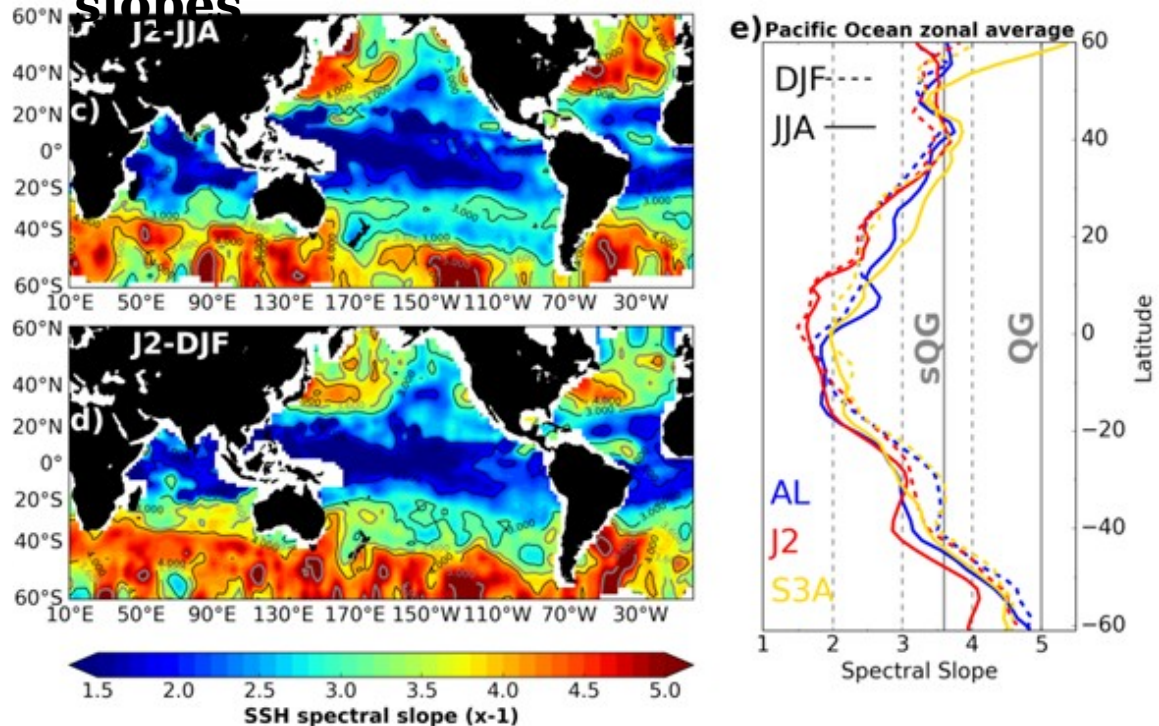 slopes
60°N
J2-JJA
40°N
c)
20°N
0°
20°S
40°S
60°S
10°E 50°E 90°E 130°E 170°E 150°W 110°W 70°W 30°W
60°N
J2-DJF
40°N
d)
20°N
0°
20°S
40°S
60°S
10°E 50°E 90°E 130°E 170°E 150°W 110°W 70°W 30°W
1.5 2.0 2.5 3.0 3.5 4.0 4.5 5.0
SSH spectral slope (x-1)
e) Pacific Ocean zonal average
DJF
JJA
sQG
QG
AL
J2
S3A
60
40
20
0
−20
−40
−60
Latitude
1 2 3 4 5
Spectral Slope